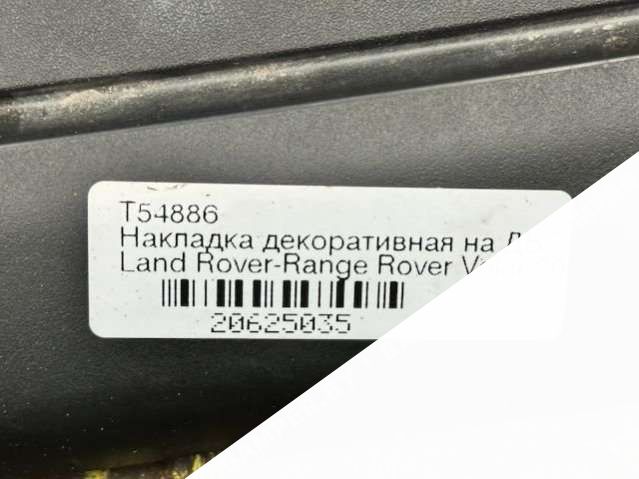 T54886
Накладка декоративная на
Land Rover-Range Rover
20625035